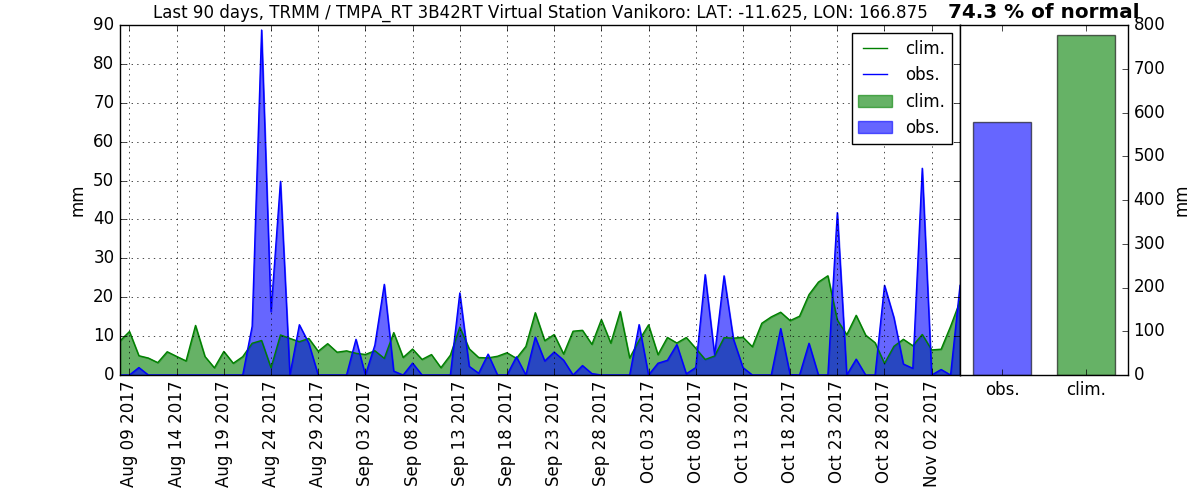 Last 90 days, TRMM / TMPA_RT 3B42RT Virtual Station Vanikoro: LAT: -11.625, LON: 166.875
74.3 % of normal
90
80
70
60
50
40
30
20
10
0
mm
clim.
obs.
clim.
obs.
Aug 09 2017
Aug 14 2017
Aug 19 2017
Aug 24 2017
Aug 29 2017
Sep 03 2017
Sep 08 2017
Sep 13 2017
Sep 18 2017
Sep 23 2017
Sep 28 2017
Oct 03 2017
Oct 08 2017
Oct 13 2017
Oct 18 2017
Oct 23 2017
Oct 28 2017
Nov 02 2017
800
700
600
500
400
300
200
100
0
mm
obs.
clim.